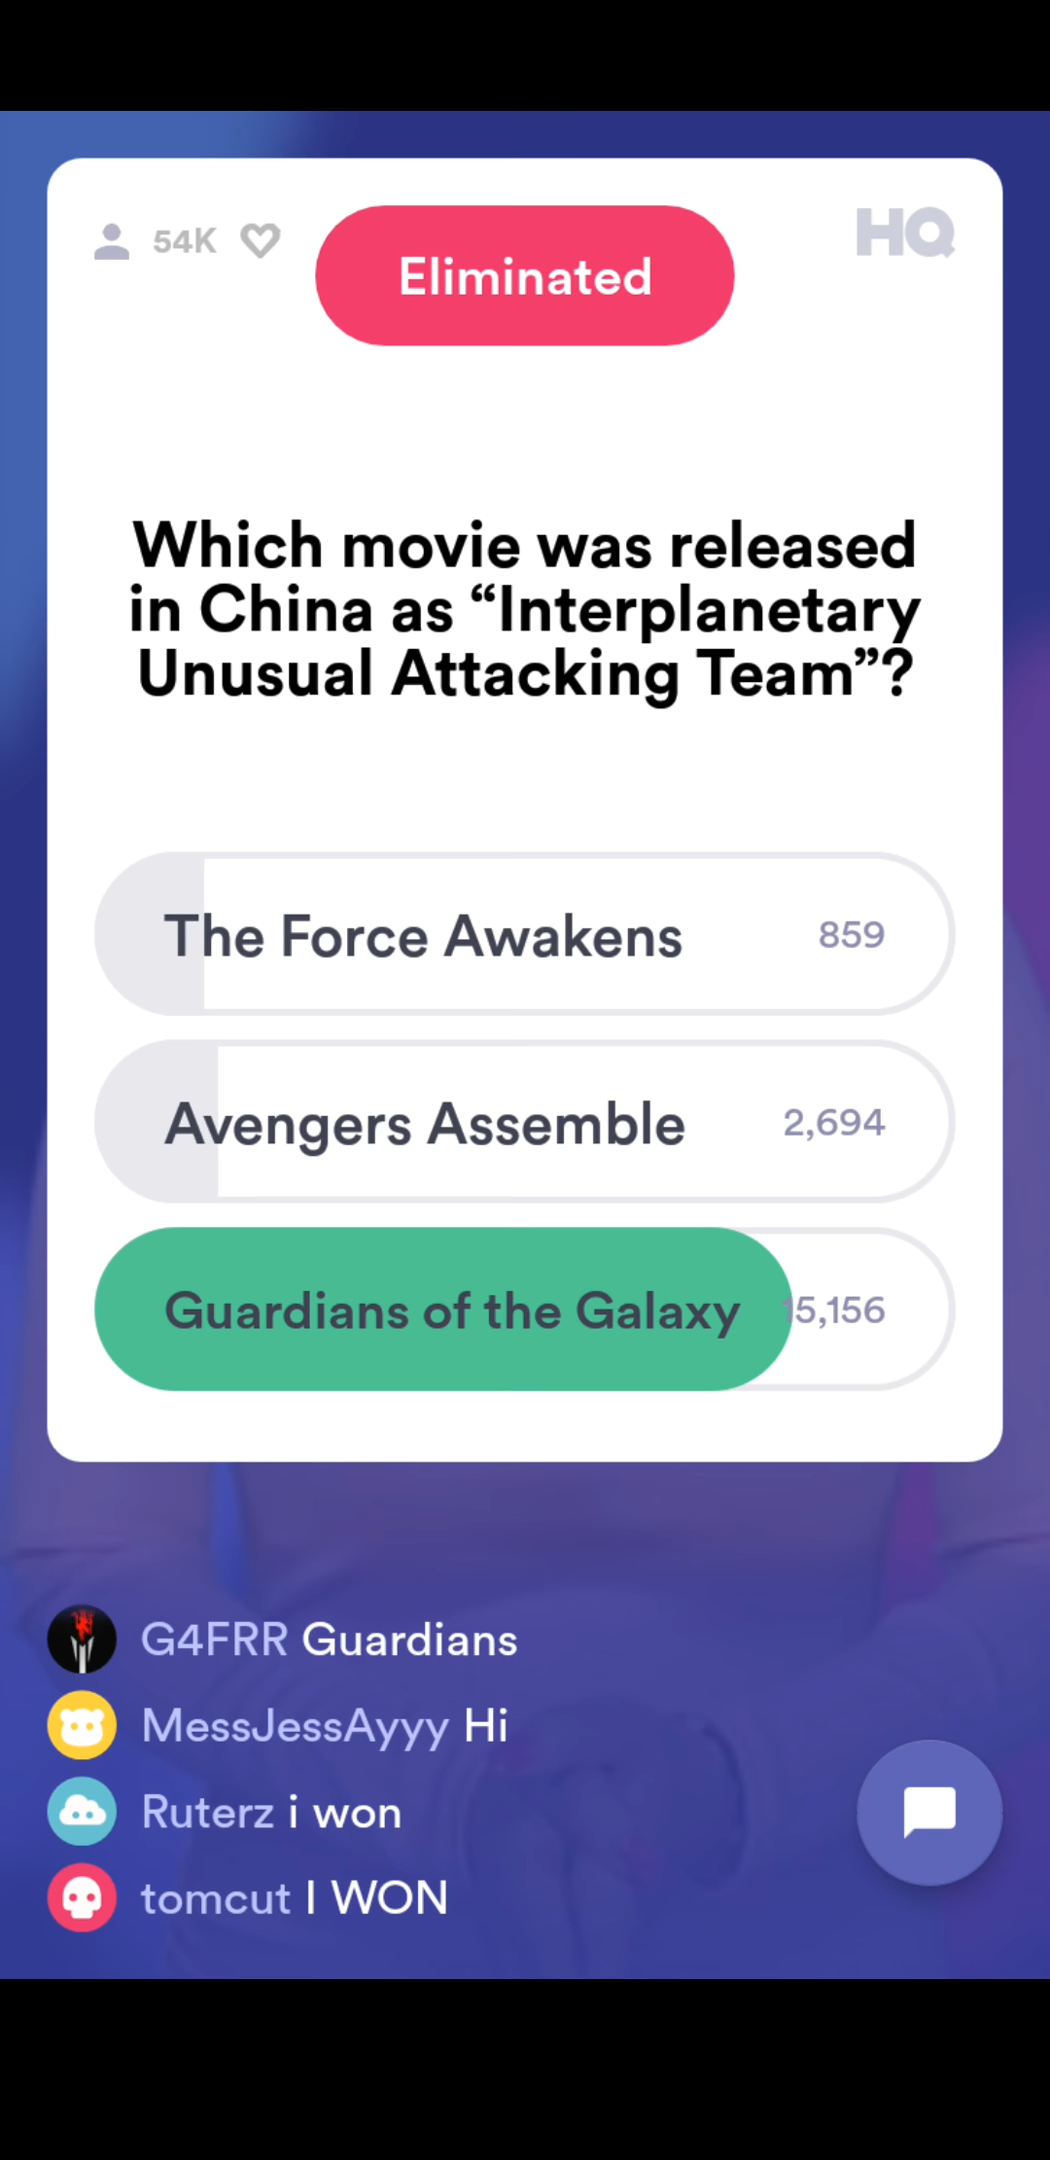 54K
Eliminated
HQ
Which movie was released
in China as “Interplanetary
Unusual Attacking Team”?
The Force Awakens 859
Avengers Assemble 2,694
Guardians of the Galaxy 15,156
G4FRR Guardians
MessJessAyyy Hi
Ruterz i won
tomcut I WON